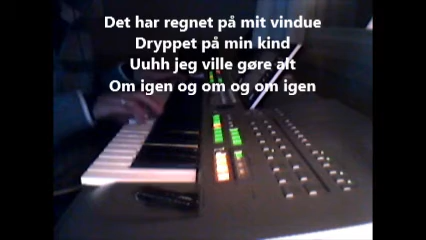 Det har regnet på mit vindue
Dryppet på min kind
Uuhh jeg ville gøre alt
Om igen og om og om igen